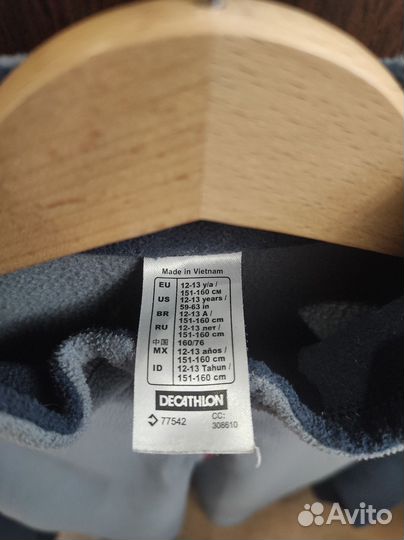 Made in Vietnam
EU 12-13 y/a /
151-160 CM
US 12-13 years /
59-63 in
BR 12-13 A /
151-160 cm
RU 12-13 лет /
151-160 cm
中国 160/76
MX 12-13 años /
151-160 cm
ID 12-13 Tahun /
151-160 cm
DECATHLON
77542 CC:
308610
Avito